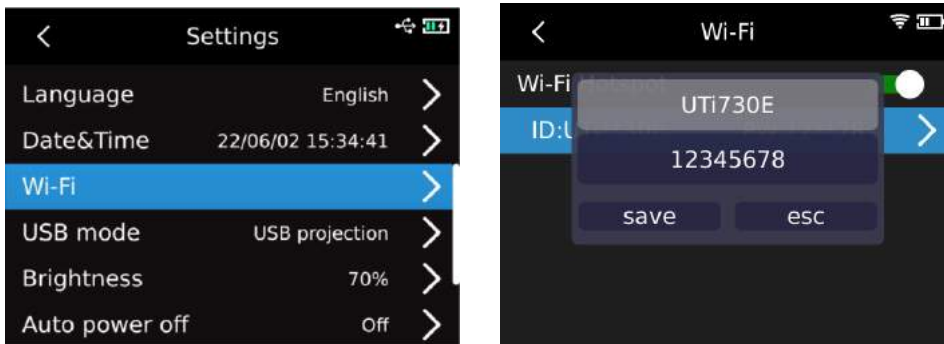 Settings
Language English
Date&Time 22/06/02 15:34:41
Wi-Fi
USB mode USB projection
Brightness 70%
Auto power off Off
Wi-Fi
Wi-Fi Hotspot
UTi730E
ID:
12345678
save esc